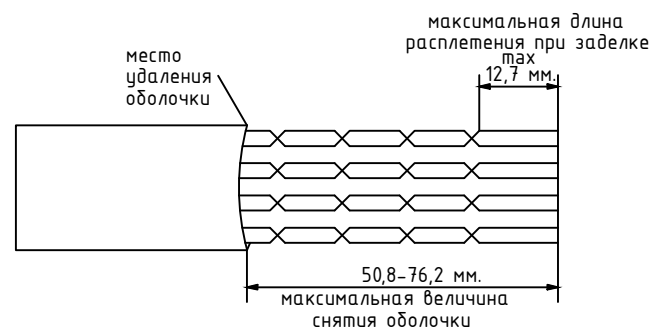 максимальная длина
расплетения при заделке
max
12,7 мм.
место
удаления
оболочки
50,8-76,2 мм.
максимальная величина
снятия оболочки